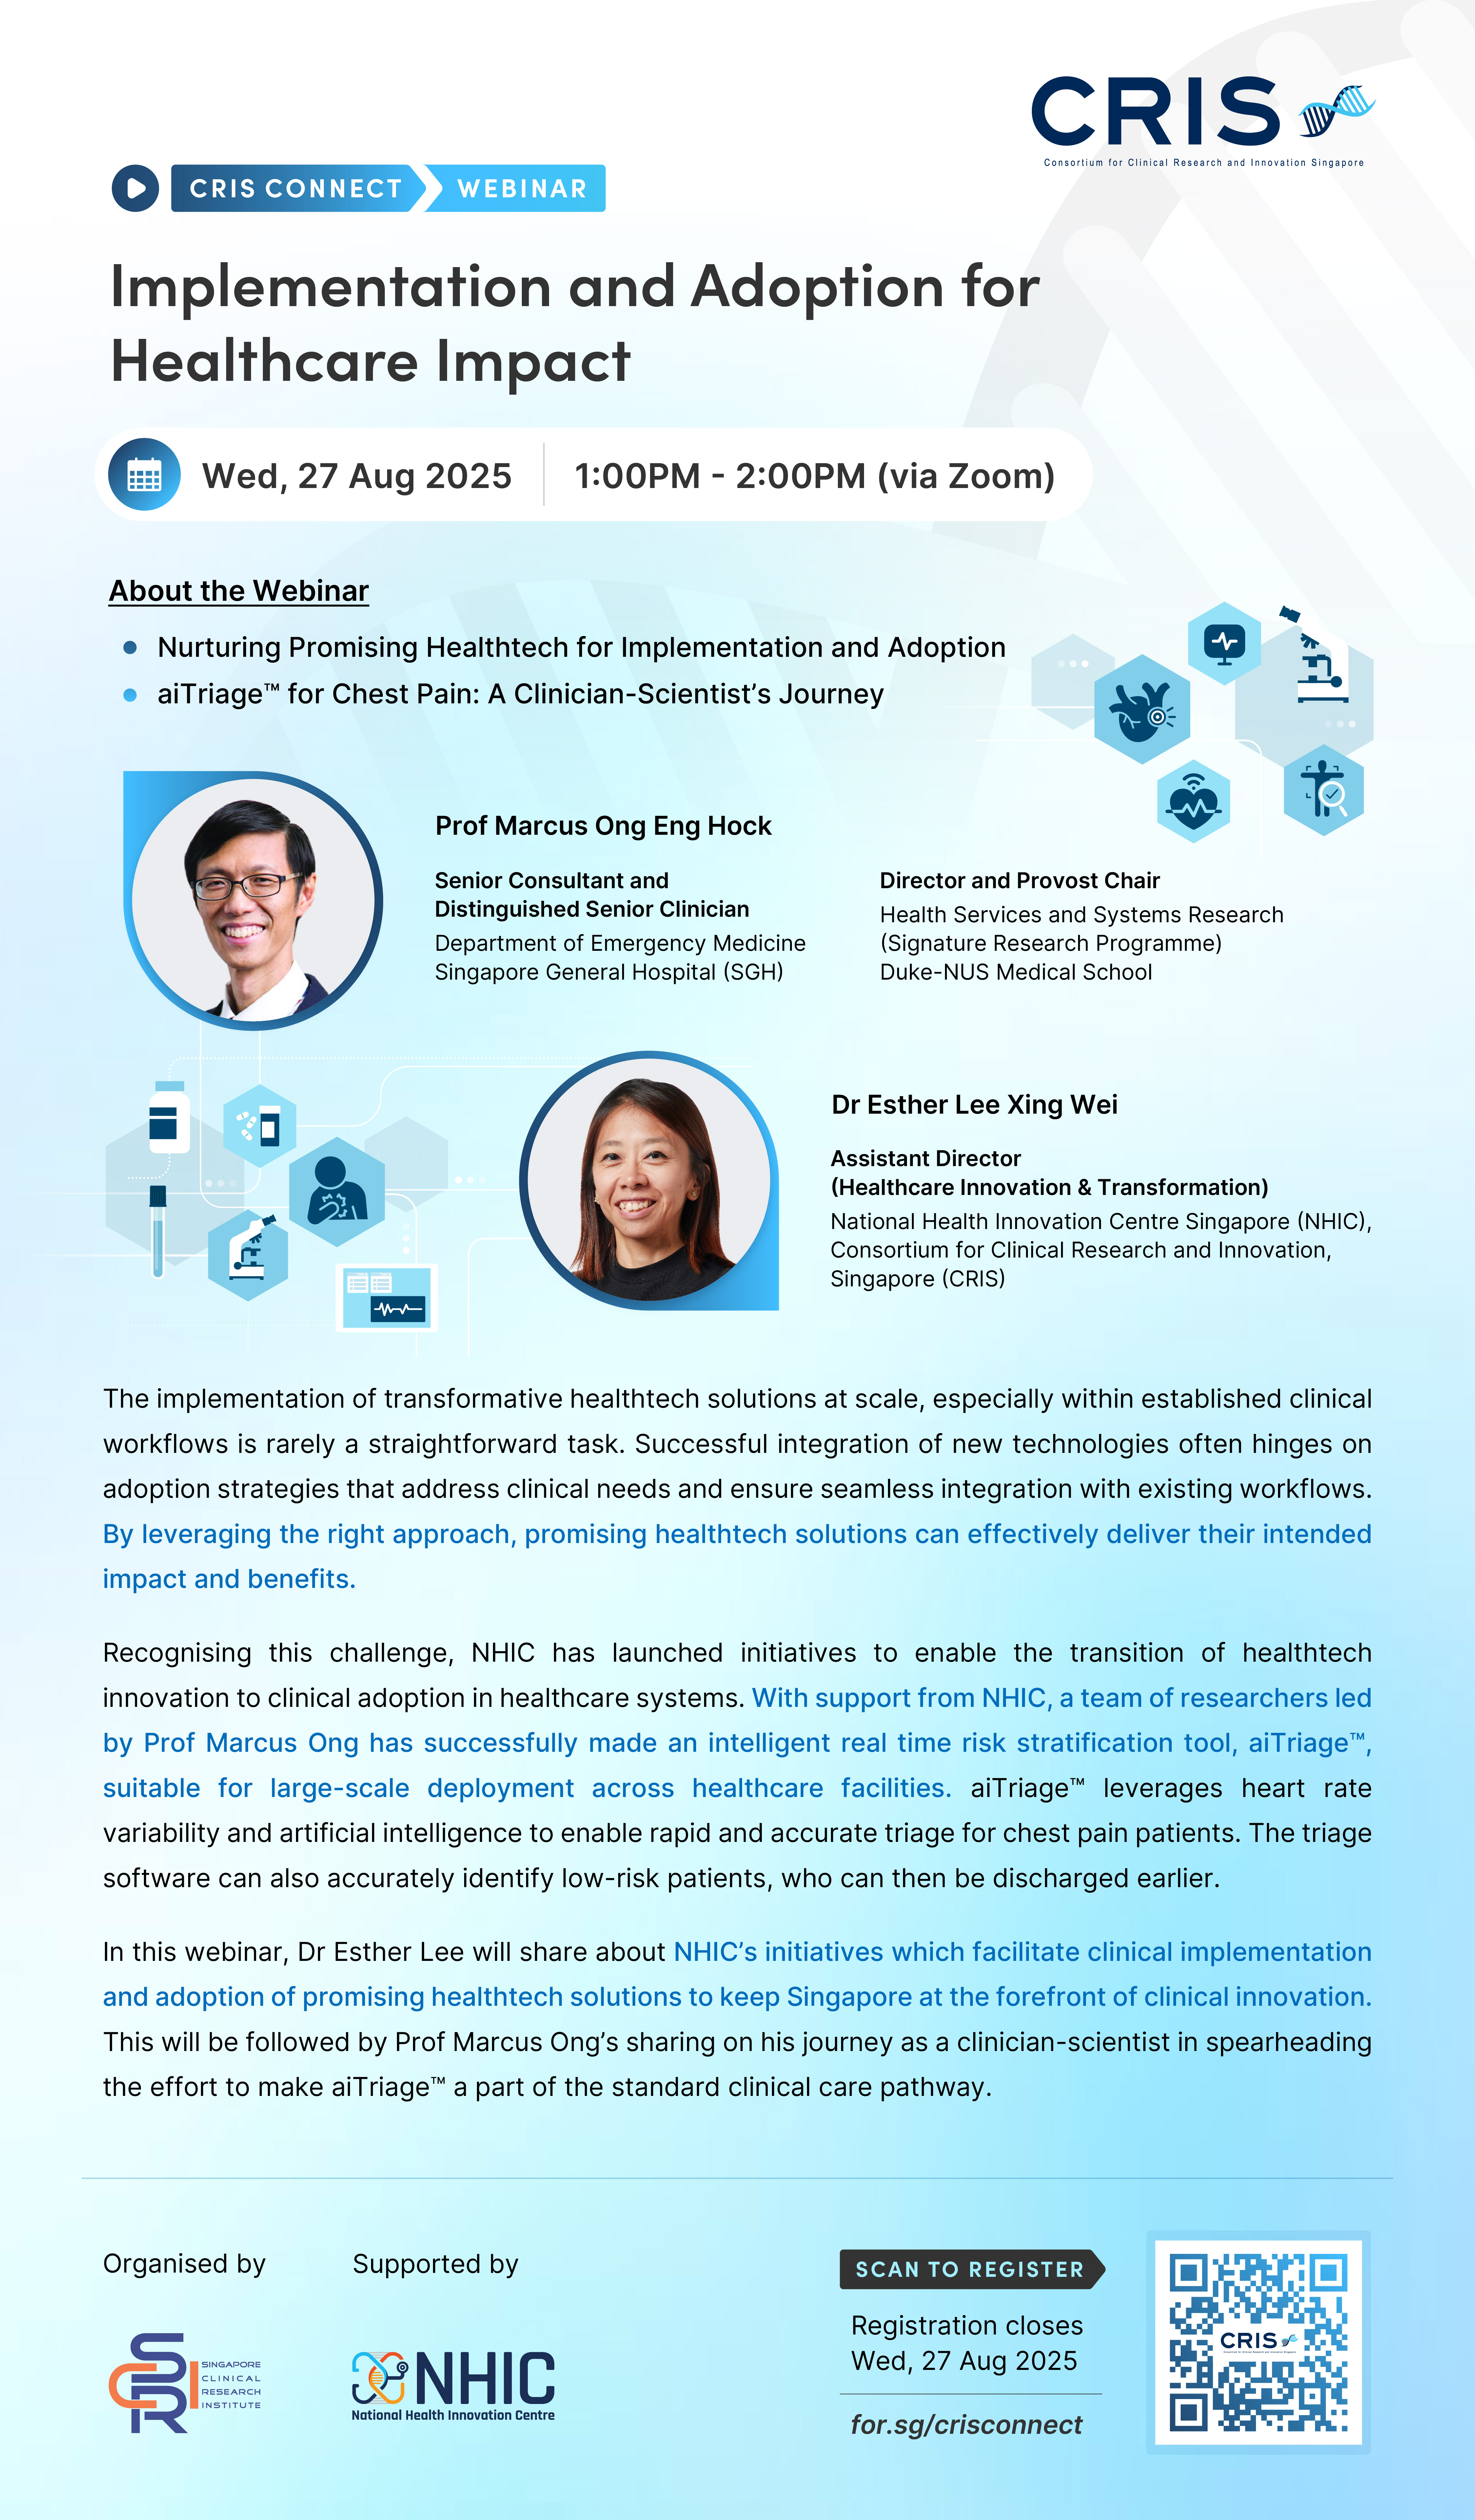 CRIS
Consortium for Clinical Research and Innovation Singapore
CRIS CONNECT WEBINAR
Implementation and Adoption for
Healthcare Impact
Wed, 27 Aug 2025 1:00PM - 2:00PM (via Zoom)
About the Webinar
Nurturing Promising Healthtech for Implementation and Adoption
aiTriage™ for Chest Pain: A Clinician-Scientist’s Journey
Prof Marcus Ong Eng Hock
Senior Consultant and
Distinguished Senior Clinician
Department of Emergency Medicine
Singapore General Hospital (SGH)
Director and Provost Chair
Health Services and Systems Research
(Signature Research Programme)
Duke-NUS Medical School
Dr Esther Lee Xing Wei
Assistant Director
(Healthcare Innovation & Transformation)
National Health Innovation Centre Singapore (NHIC),
Consortium for Clinical Research and Innovation,
Singapore (CRIS)
The implementation of transformative healthtech solutions at scale, especially within established clinical
workflows is rarely a straightforward task. Successful integration of new technologies often hinges on
adoption strategies that address clinical needs and ensure seamless integration with existing workflows.
By leveraging the right approach, promising healthtech solutions can effectively deliver their intended
impact and benefits.
Recognising this challenge, NHIC has launched initiatives to enable the transition of healthtech
innovation to clinical adoption in healthcare systems. With support from NHIC, a team of researchers led
by Prof Marcus Ong has successfully made an intelligent real time risk stratification tool, aiTriage™,
suitable for large-scale deployment across healthcare facilities. aiTriage™ leverages heart rate
variability and artificial intelligence to enable rapid and accurate triage for chest pain patients. The triage
software can also accurately identify low-risk patients, who can then be discharged earlier.
In this webinar, Dr Esther Lee will share about NHIC’s initiatives which facilitate clinical implementation
and adoption of promising healthtech solutions to keep Singapore at the forefront of clinical innovation.
This will be followed by Prof Marcus Ong’s sharing on his journey as a clinician-scientist in spearheading
the effort to make aiTriage™ a part of the standard clinical care pathway.
Organised by
SCRI
SINGAPORE
CLINICAL
RESEARCH
INSTITUTE
Supported by
NHIC
National Health Innovation Centre
SCAN TO REGISTER
Registration closes
Wed, 27 Aug 2025
for.sg/crisconnect
CRIS
Consortium for Clinical Research and Innovation Singapore